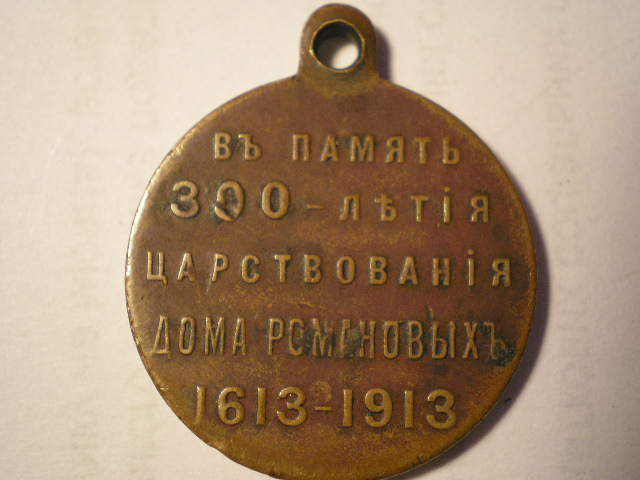 ВЪ ПАМЯТЬ
300-ЛѢТІЯ
ЦАРСТВОВАНІЯ
ДОМА РОМАНОВЫХЪ
1613-1913